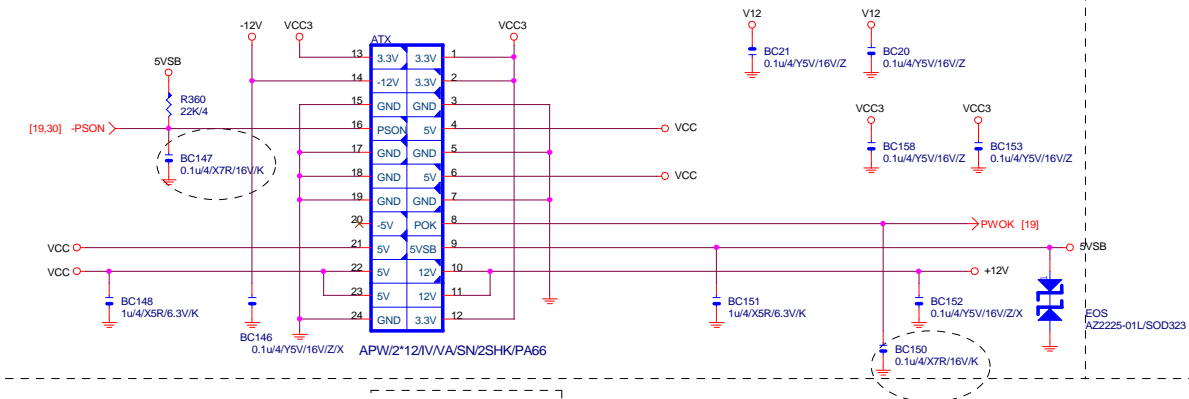 -12V
VCC3
VCC3
V12
V12
ATX
13 3.3V 3.3V 1
14 -12V 3.3V 2
15 GND GND 3
16 PSON 5V 4
17 GND GND 5
18 GND 5V 6
19 GND GND 7
20 -5V POK 8
21 5V 5VSB 9
22 5V 12V 10
23 5V 12V 11
24 GND 3.3V 12
APW/2*12/IV/VA/SN/2SHK/PA66
5VSB
R360
22K/4
[19,30] -PSON
BC147
0.1u/4/X7R/16V/K
VCC
VCC
BC148
1u/4/X5R/6.3V/K
BC146
0.1u/4/Y5V/16V/Z/X
BC21
0.1u/4/Y5V/16V/Z
BC20
0.1u/4/Y5V/16V/Z
VCC3
VCC3
BC158
0.1u/4/Y5V/16V/Z
BC153
0.1u/4/Y5V/16V/Z
VCC
VCC
PWOK [19]
5VSB
+12V
BC151
1u/4/X5R/6.3V/K
BC152
0.1u/4/Y5V/16V/Z/X
EOS
AZ2225-01L/SOD323
BC150
0.1u/4/X7R/16V/K